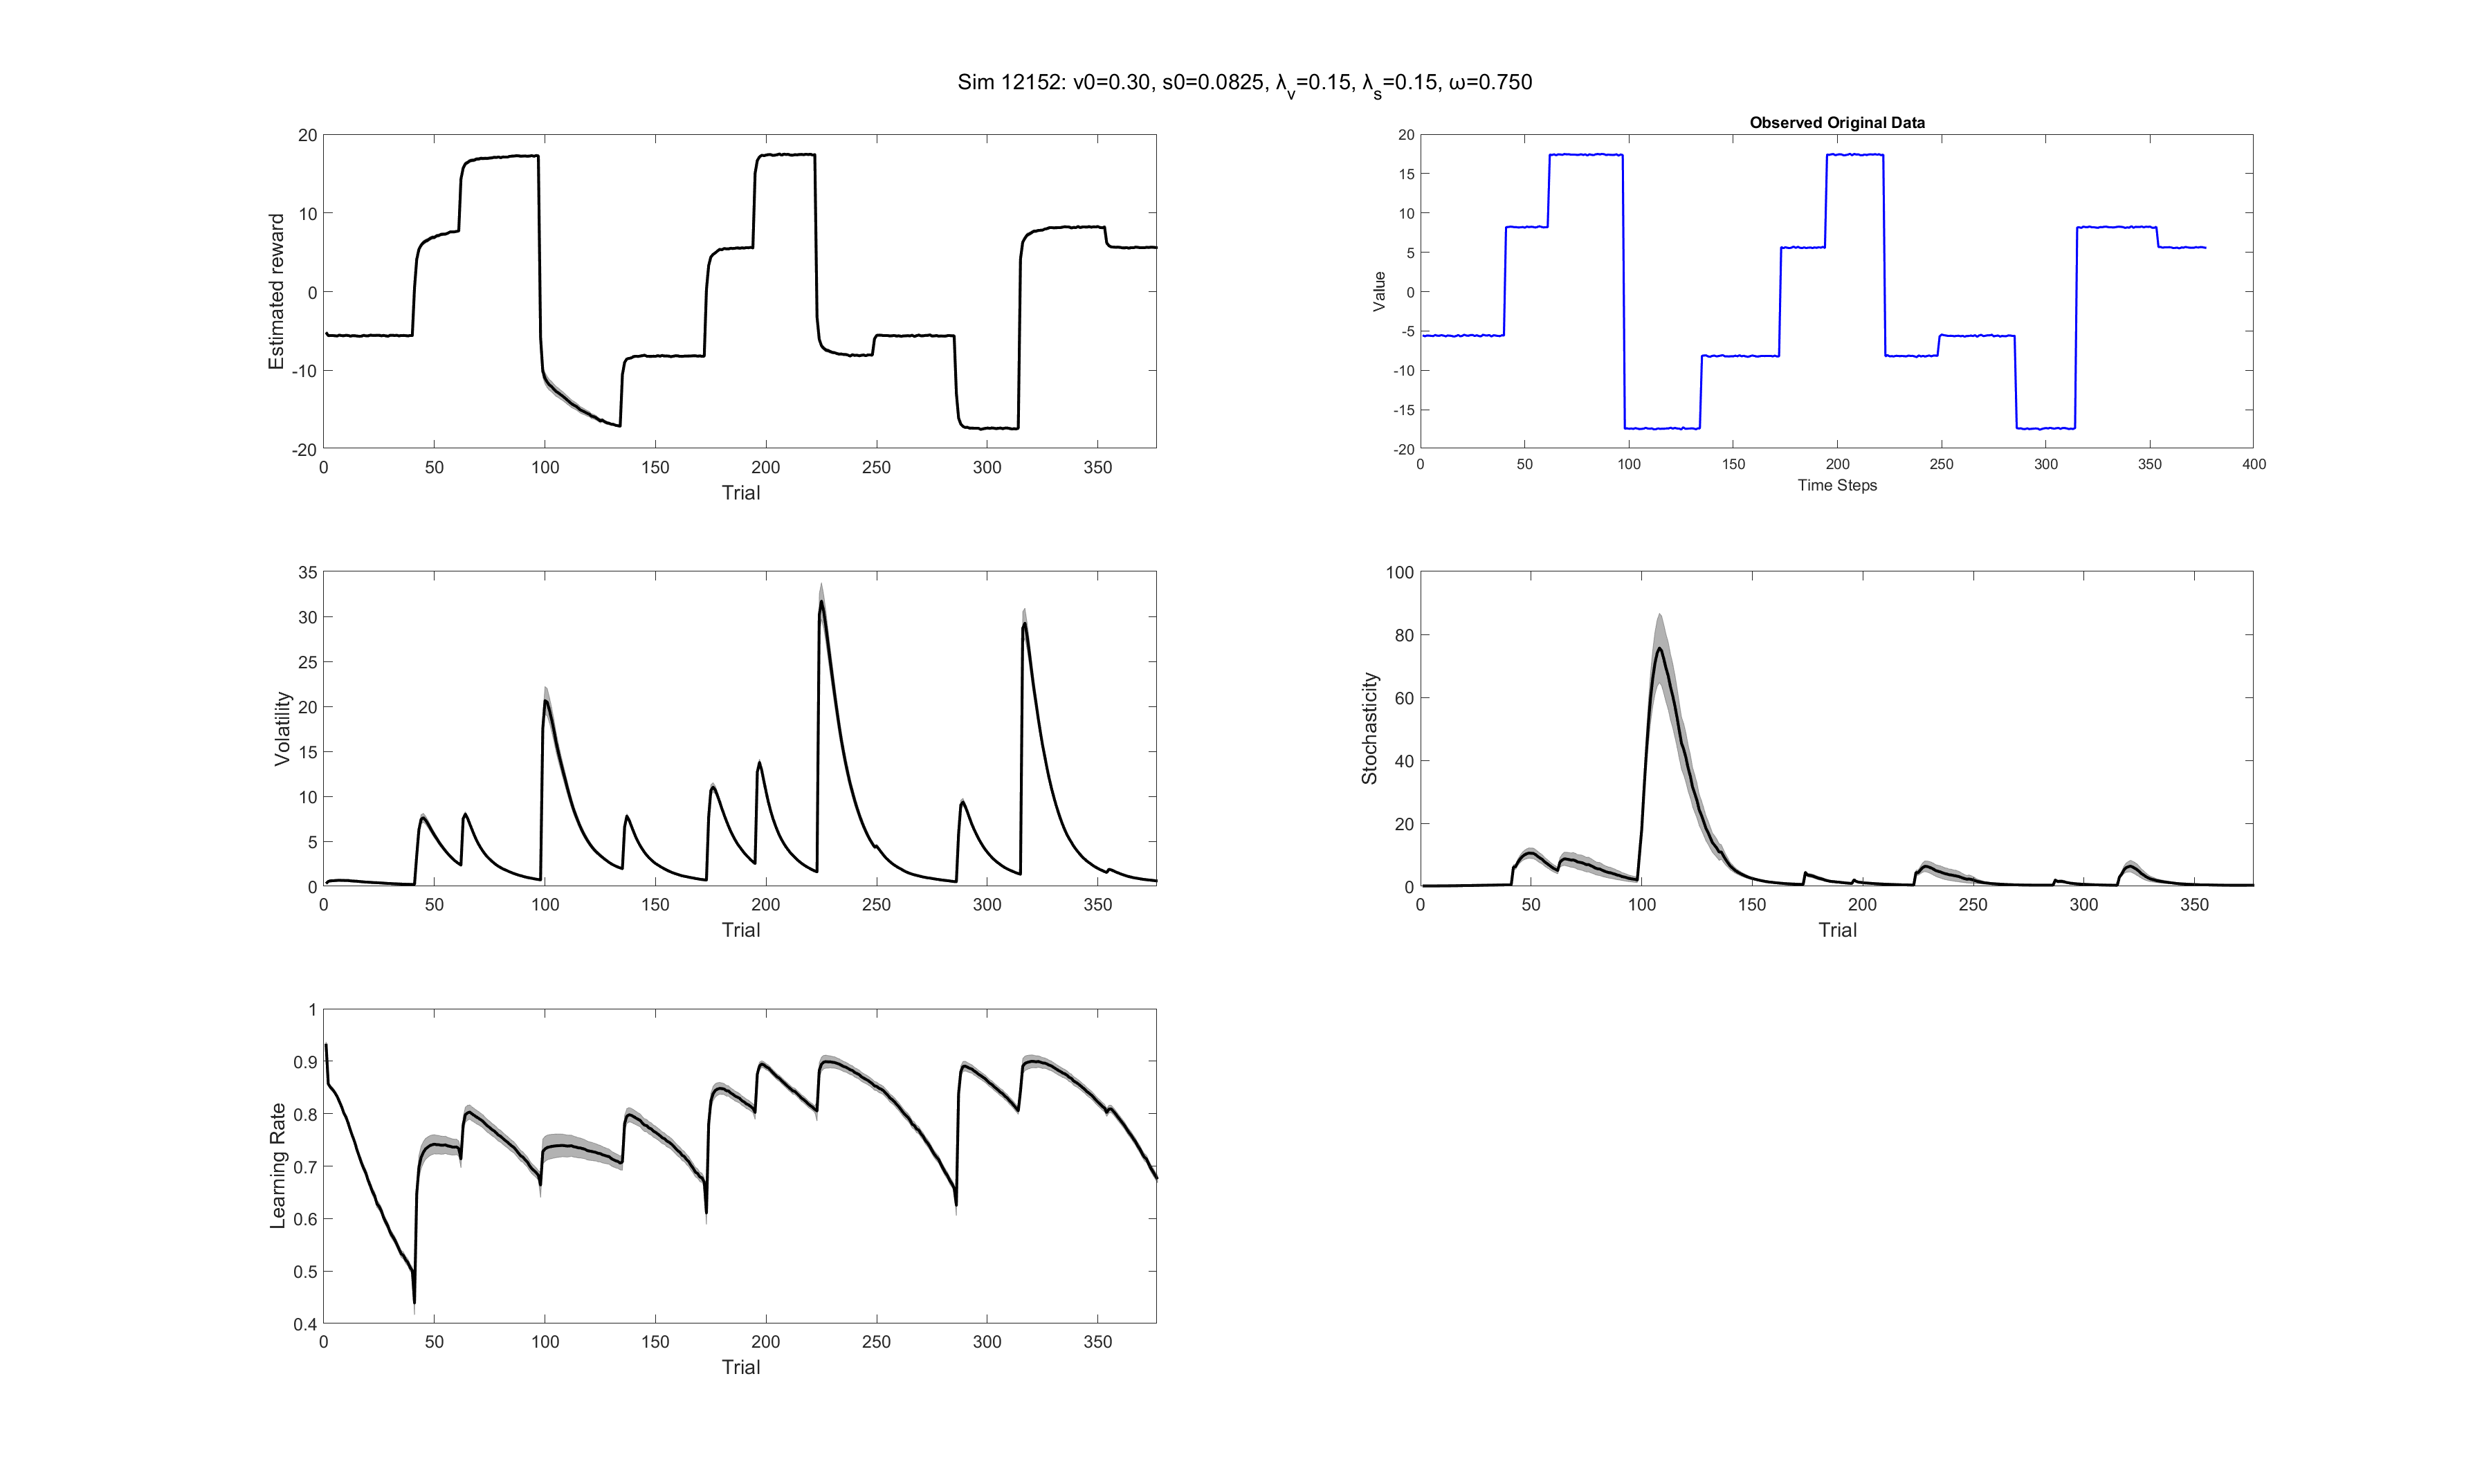 Sim 12152: v0=0.30, s0=0.0825, λv=0.15, λs=0.15, ω=0.750
Estimated reward
20
10
0
-10
-20
0 50 100 150 200 250 300 350
Trial
Observed Original Data
Value
20
15
10
5
0
-5
-10
-15
-20
0 50 100 150 200 250 300 350 400
Time Steps
Volatility
35
30
25
20
15
10
5
0
0 50 100 150 200 250 300 350
Trial
Stochasticity
100
80
60
40
20
0
0 50 100 150 200 250 300 350
Trial
Learning Rate
1
0.9
0.8
0.7
0.6
0.5
0.4
0 50 100 150 200 250 300 350
Trial